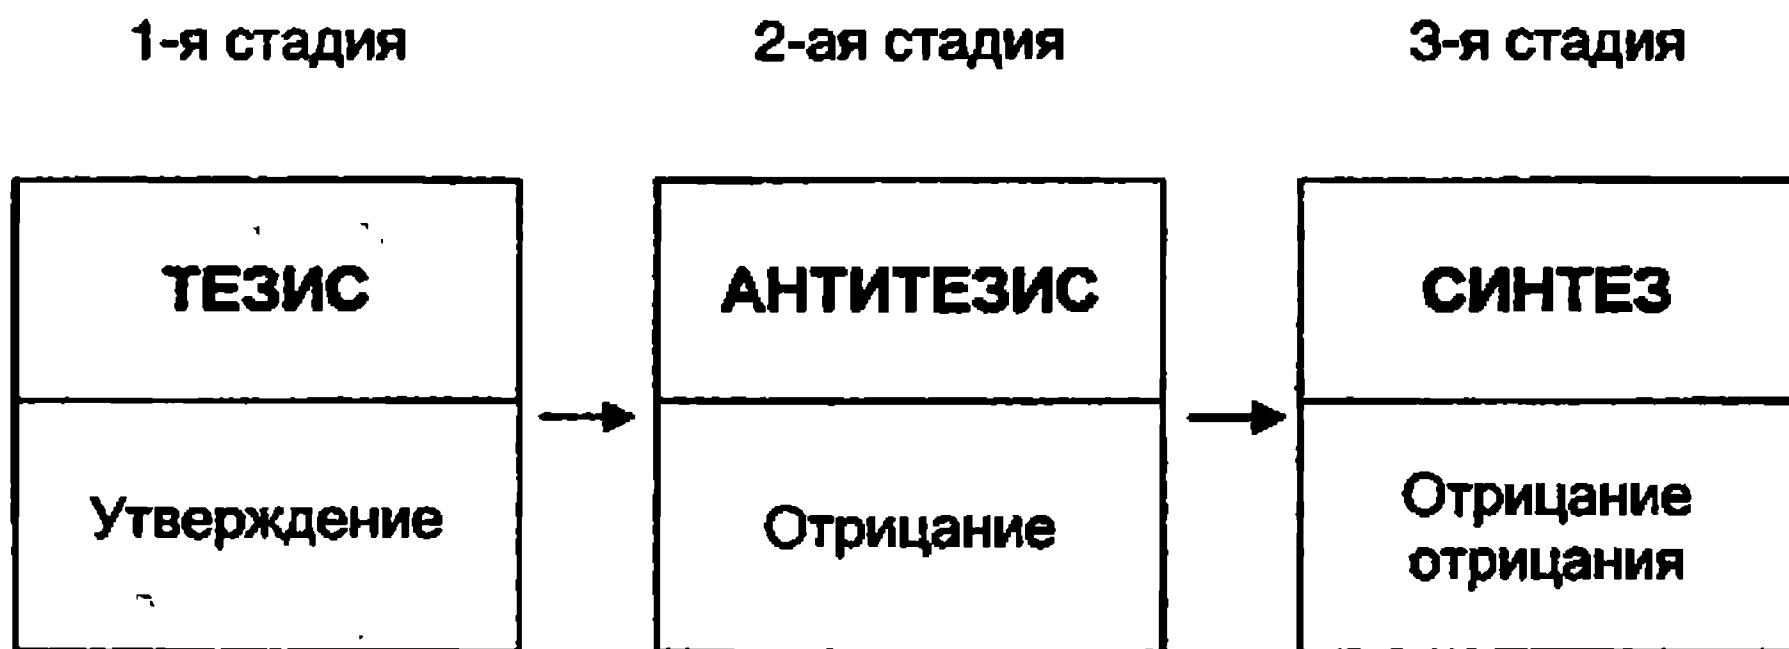 1-я стадия
2-ая стадия
3-я стадия
ТЕЗИС
АНТИТЕЗИС
СИНТЕЗ
Утверждение
Отрицание
Отрицание
отрицания